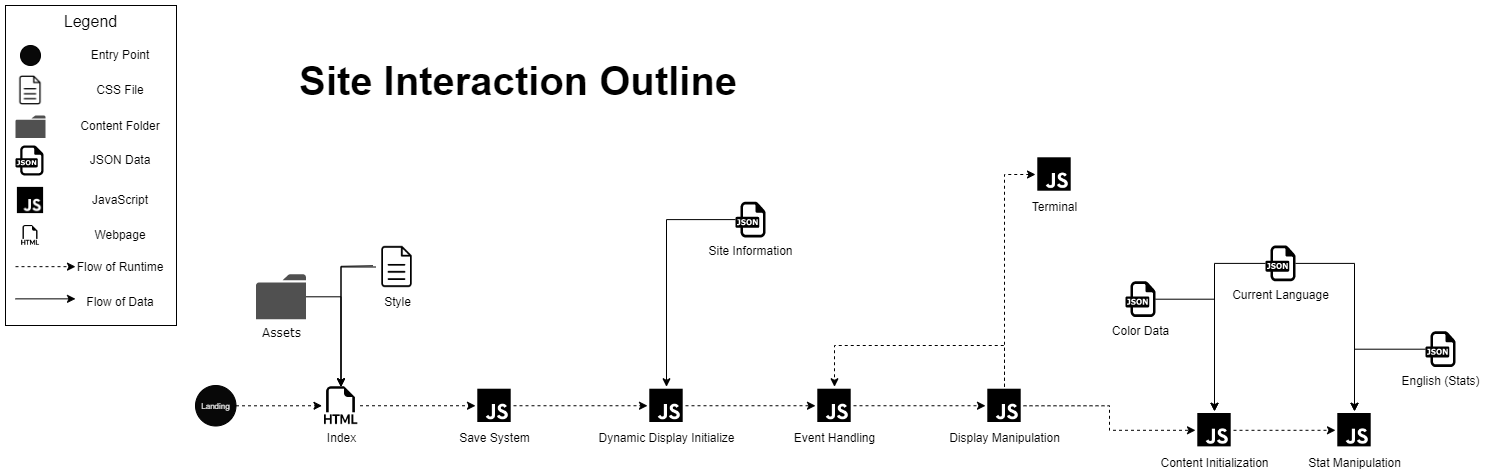 Legend
Entry Point
CSS File
Content Folder
JSON
JSON Data
JS
JavaScript
HTML
Webpage
Flow of Runtime
Flow of Data
Site Interaction Outline
JS
Terminal
JSON
Site Information
Style
Assets
JSON
Current Language
JSON
Color Data
JSON
English (Stats)
Landing
HTML
Index
JS
Save System
JS
Dynamic Display Initialize
JS
Event Handling
JS
Display Manipulation
JS
Content Initialization
JS
Stat Manipulation